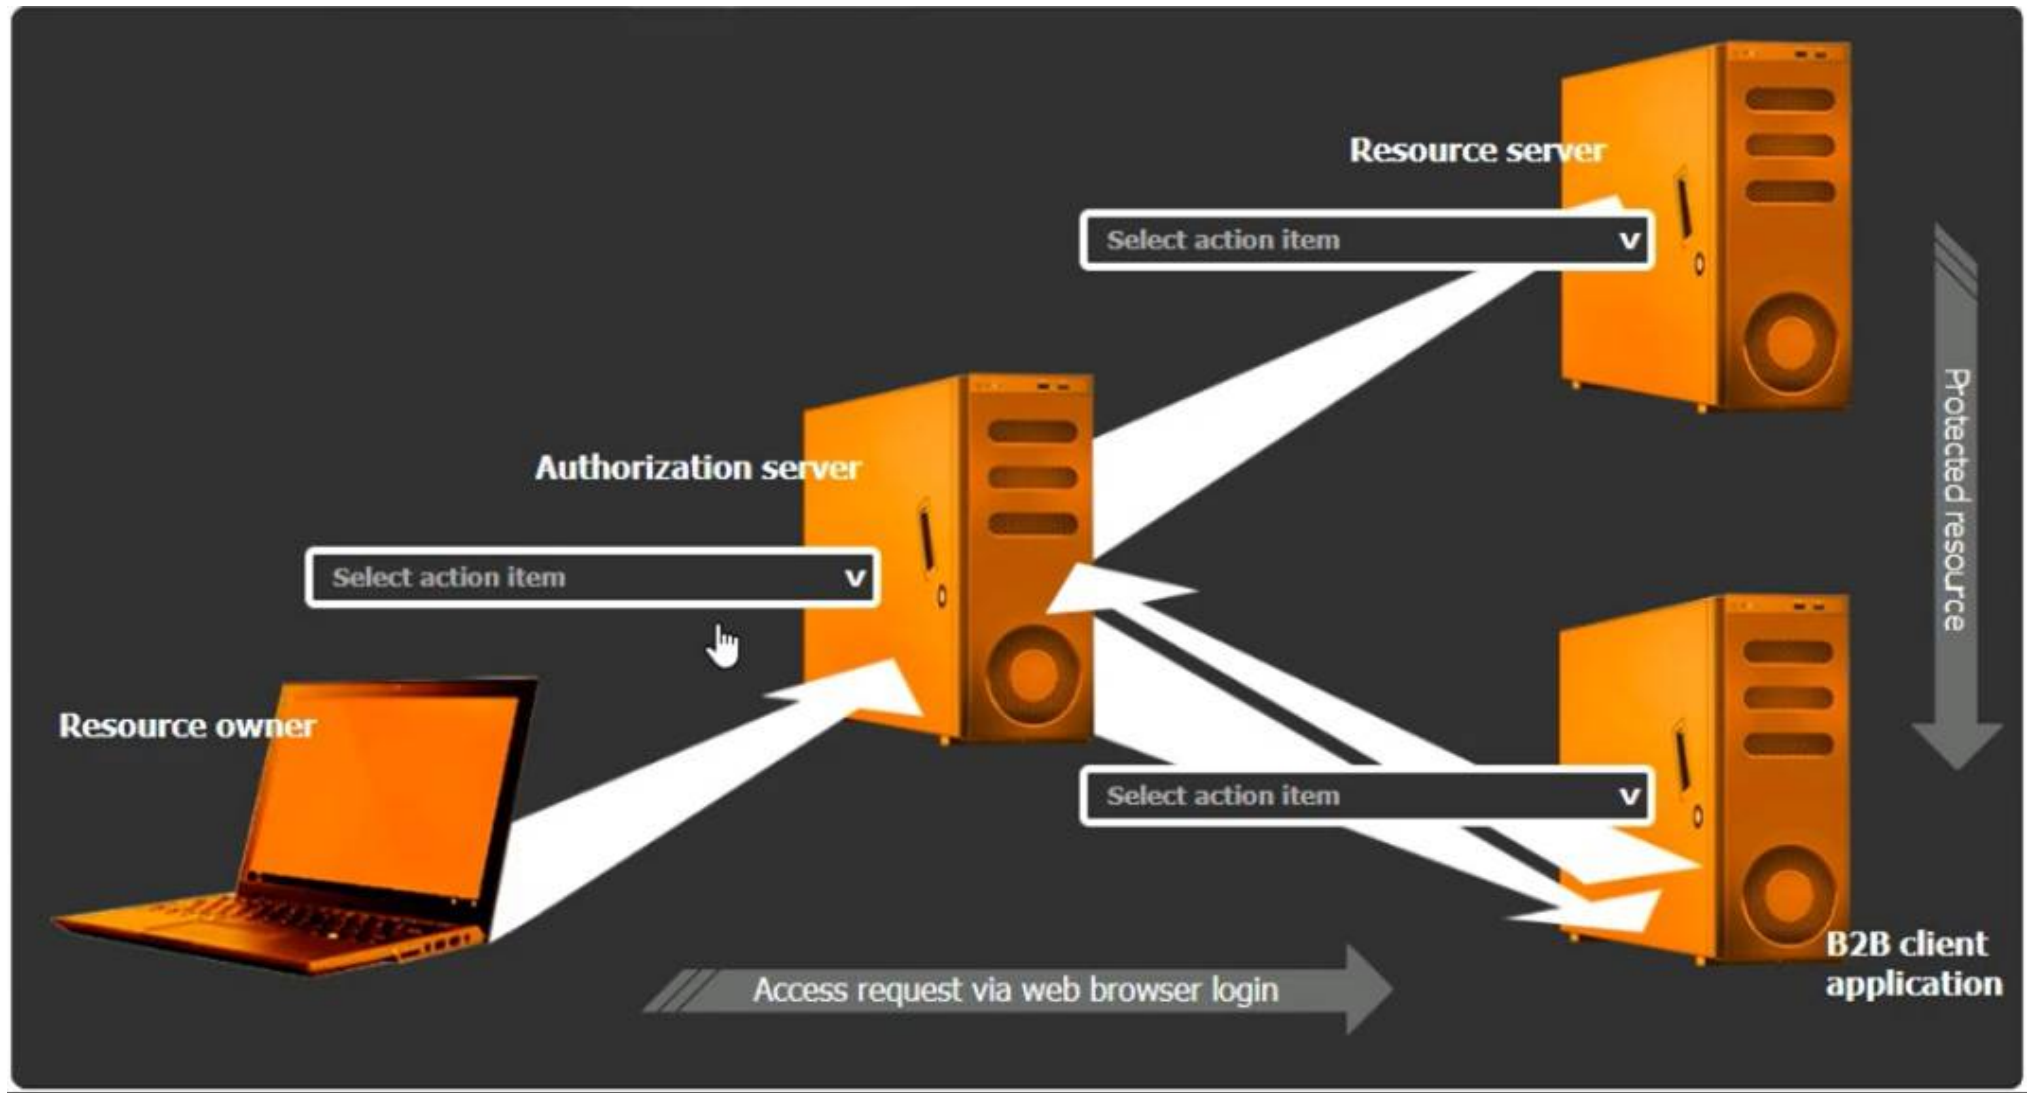 Resource server
Select action item v
Authorization server
Select action item v
Resource owner
Protected resource
Select action item v
B2B client
application
Access request via web browser login